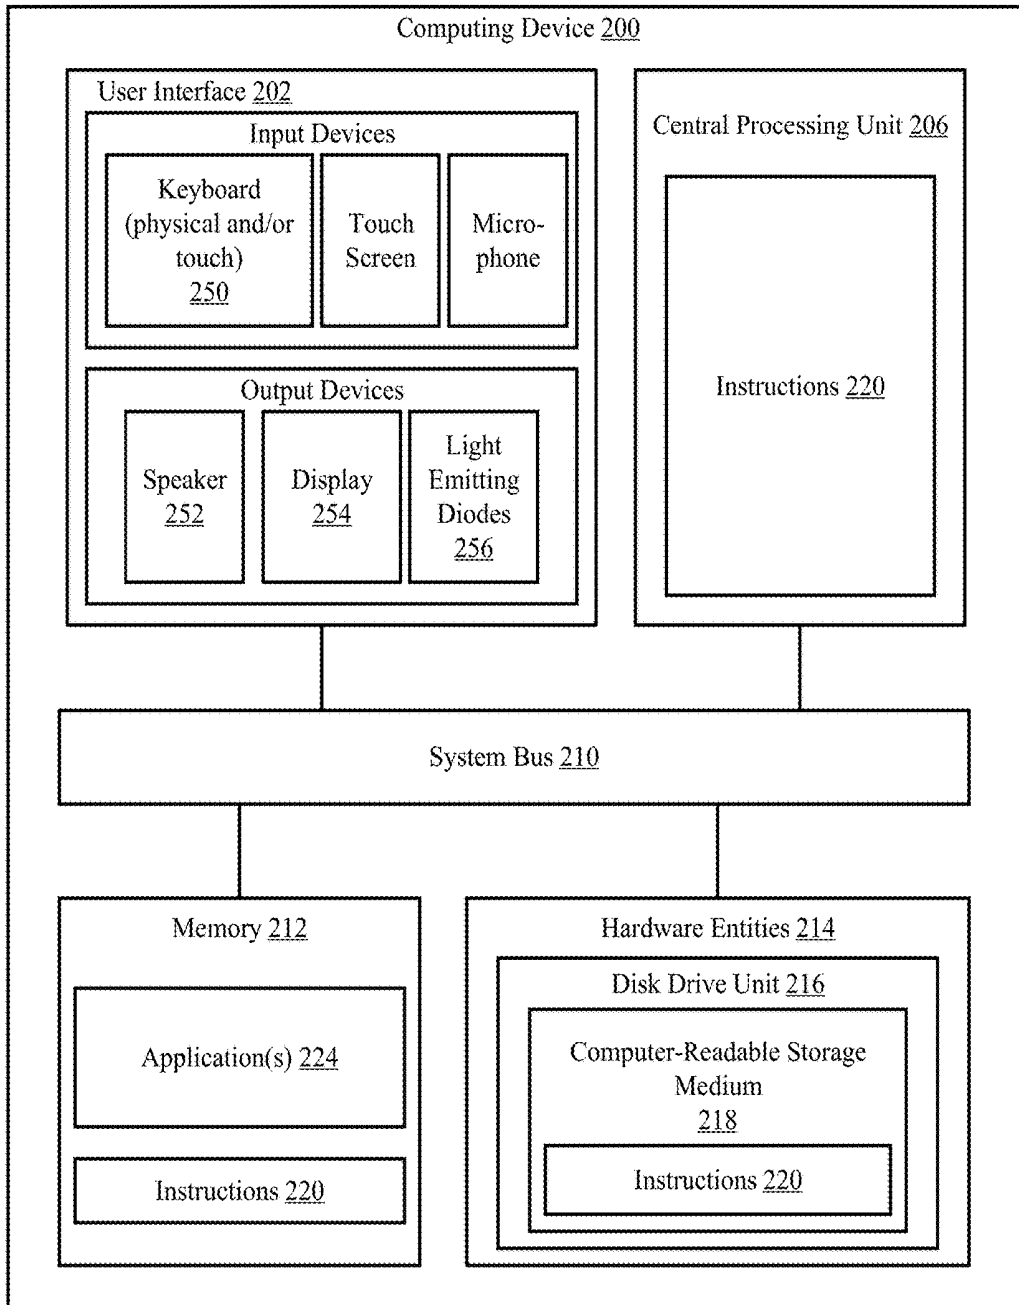 Computing Device 200
User Interface 202
Input Devices
Keyboard
(physical and/or
touch)
250
Touch
Screen
Micro-
phone
Output Devices
Speaker
252
Display
254
Light
Emitting
Diodes
256
Central Processing Unit 206
Instructions 220
System Bus 210
Memory 212
Application(s) 224
Instructions 220
Hardware Entities 214
Disk Drive Unit 216
Computer-Readable Storage
Medium
218
Instructions 220